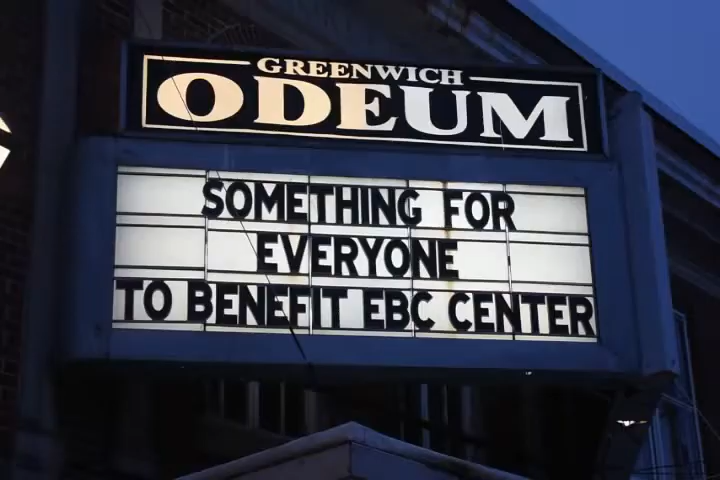 GREENWICH
ODEUM
SOMETHING FOR
EVERYONE
TO BENEFIT EBC CENTER